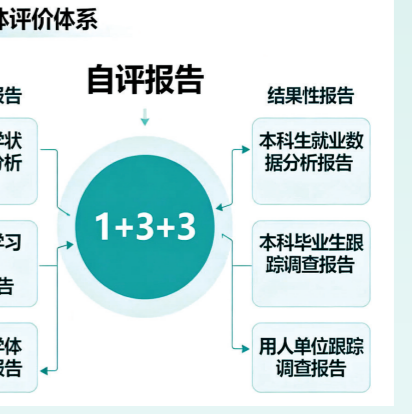 体评价体系
自评报告
报告
结果性报告
学状
分析
本科生就业数
据分析报告
1+3+3
学习
告
本科毕业生跟
踪调查报告
学体
报告
用人单位跟踪
调查报告